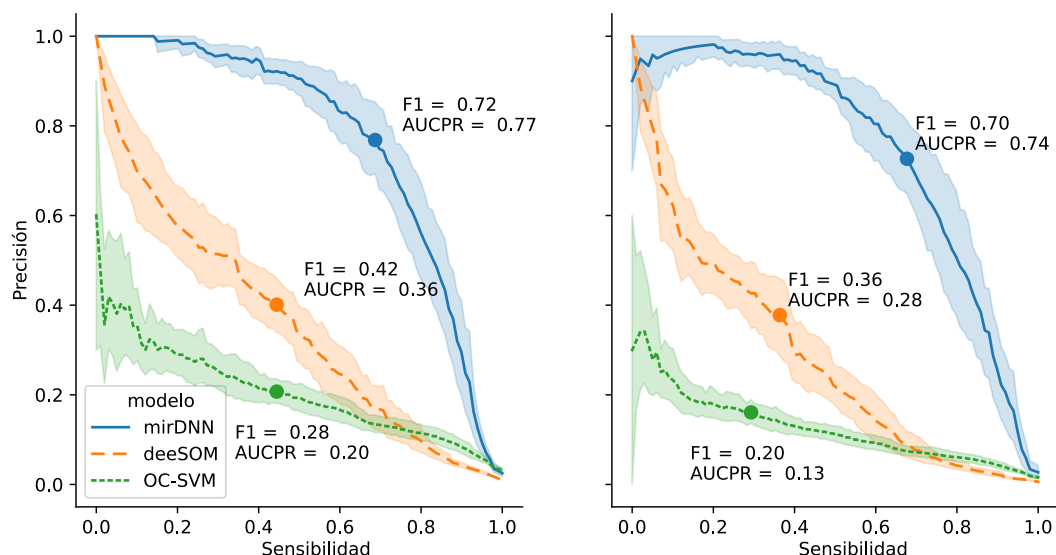 1.0
0.8
0.6
0.4
0.2
0.0
Precisión
F1 = 0.72
AUCPR = 0.77
F1 = 0.42
AUCPR = 0.36
F1 = 0.28
AUCPR = 0.20
modelo
mirDNN
deeSOM
OC-SVM
0.0 0.2 0.4 0.6 0.8 1.0
Sensibilidad
F1 = 0.70
AUCPR = 0.74
F1 = 0.36
AUCPR = 0.28
F1 = 0.20
AUCPR = 0.13
0.0 0.2 0.4 0.6 0.8 1.0
Sensibilidad